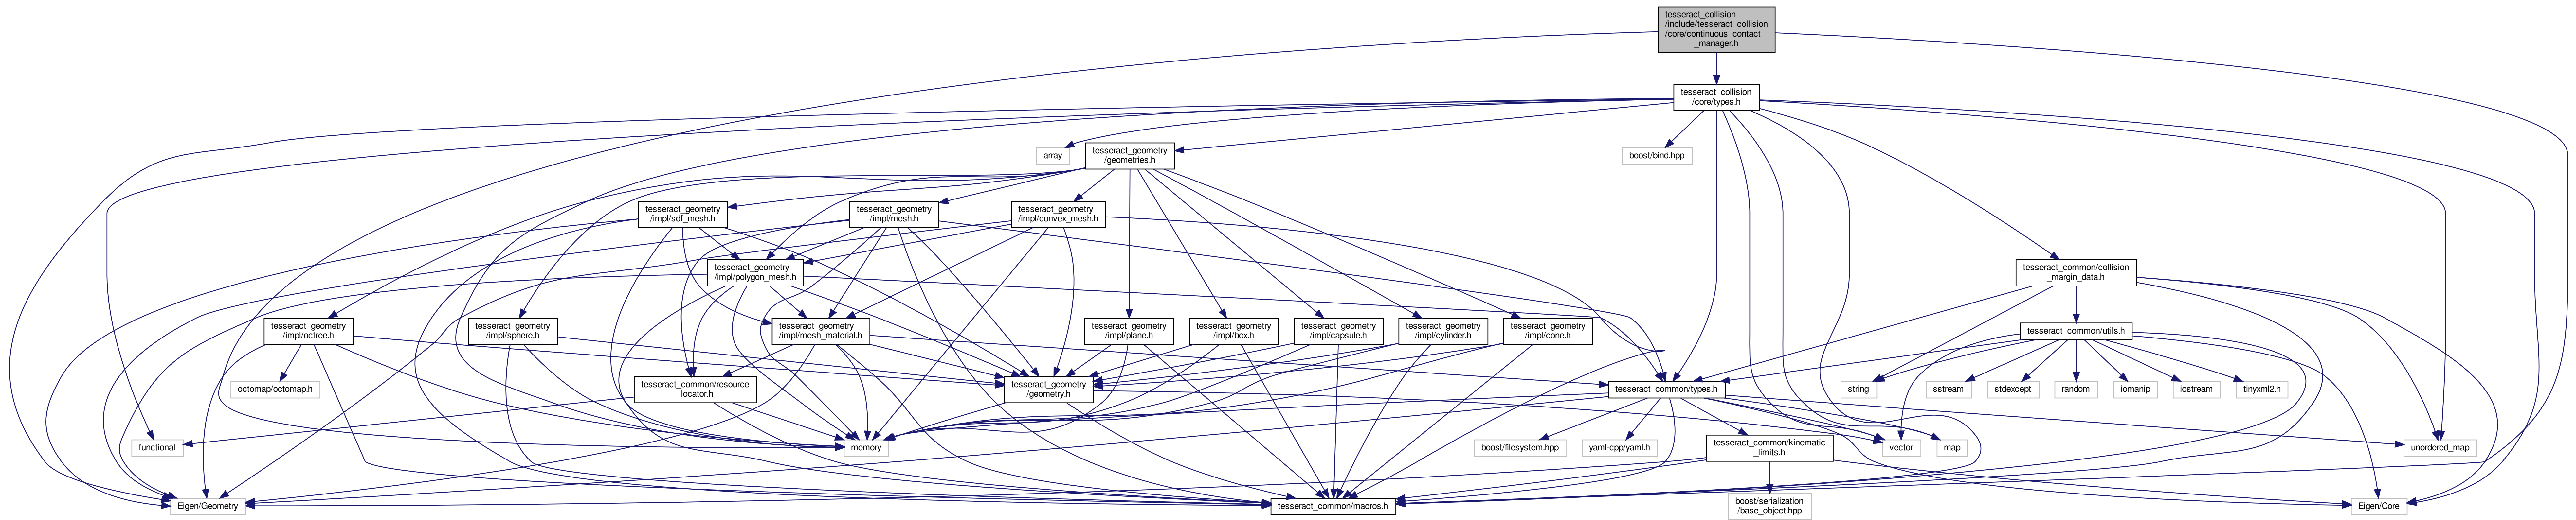 tesseract_collision
/include/tesseract_collision
/core/continuous_contact
_manager.h
tesseract_collision
/core/types.h
array
tesseract_geometry
/geometries.h
boost/bind.hpp
tesseract_geometry
/impl/sdf_mesh.h
tesseract_geometry
/impl/mesh.h
tesseract_geometry
/impl/convex_mesh.h
tesseract_geometry
/impl/polygon_mesh.h
tesseract_common/collision
_margin_data.h
tesseract_geometry
/impl/octree.h
tesseract_geometry
/impl/sphere.h
tesseract_geometry
/impl/mesh_material.h
tesseract_geometry
/impl/plane.h
tesseract_geometry
/impl/box.h
tesseract_geometry
/impl/capsule.h
tesseract_geometry
/impl/cylinder.h
tesseract_geometry
/impl/cone.h
tesseract_common/utils.h
octomap/octomap.h
tesseract_common/resource
_locator.h
tesseract_geometry
/geometry.h
tesseract_common/types.h
string
sstream
stdexcept
random
iomanip
iostream
tinyxml2.h
functional
memory
boost/filesystem.hpp
yaml-cpp/yaml.h
tesseract_common/kinematic
_limits.h
vector
map
unordered_map
Eigen/Geometry
tesseract_common/macros.h
boost/serialization
/base_object.hpp
Eigen/Core